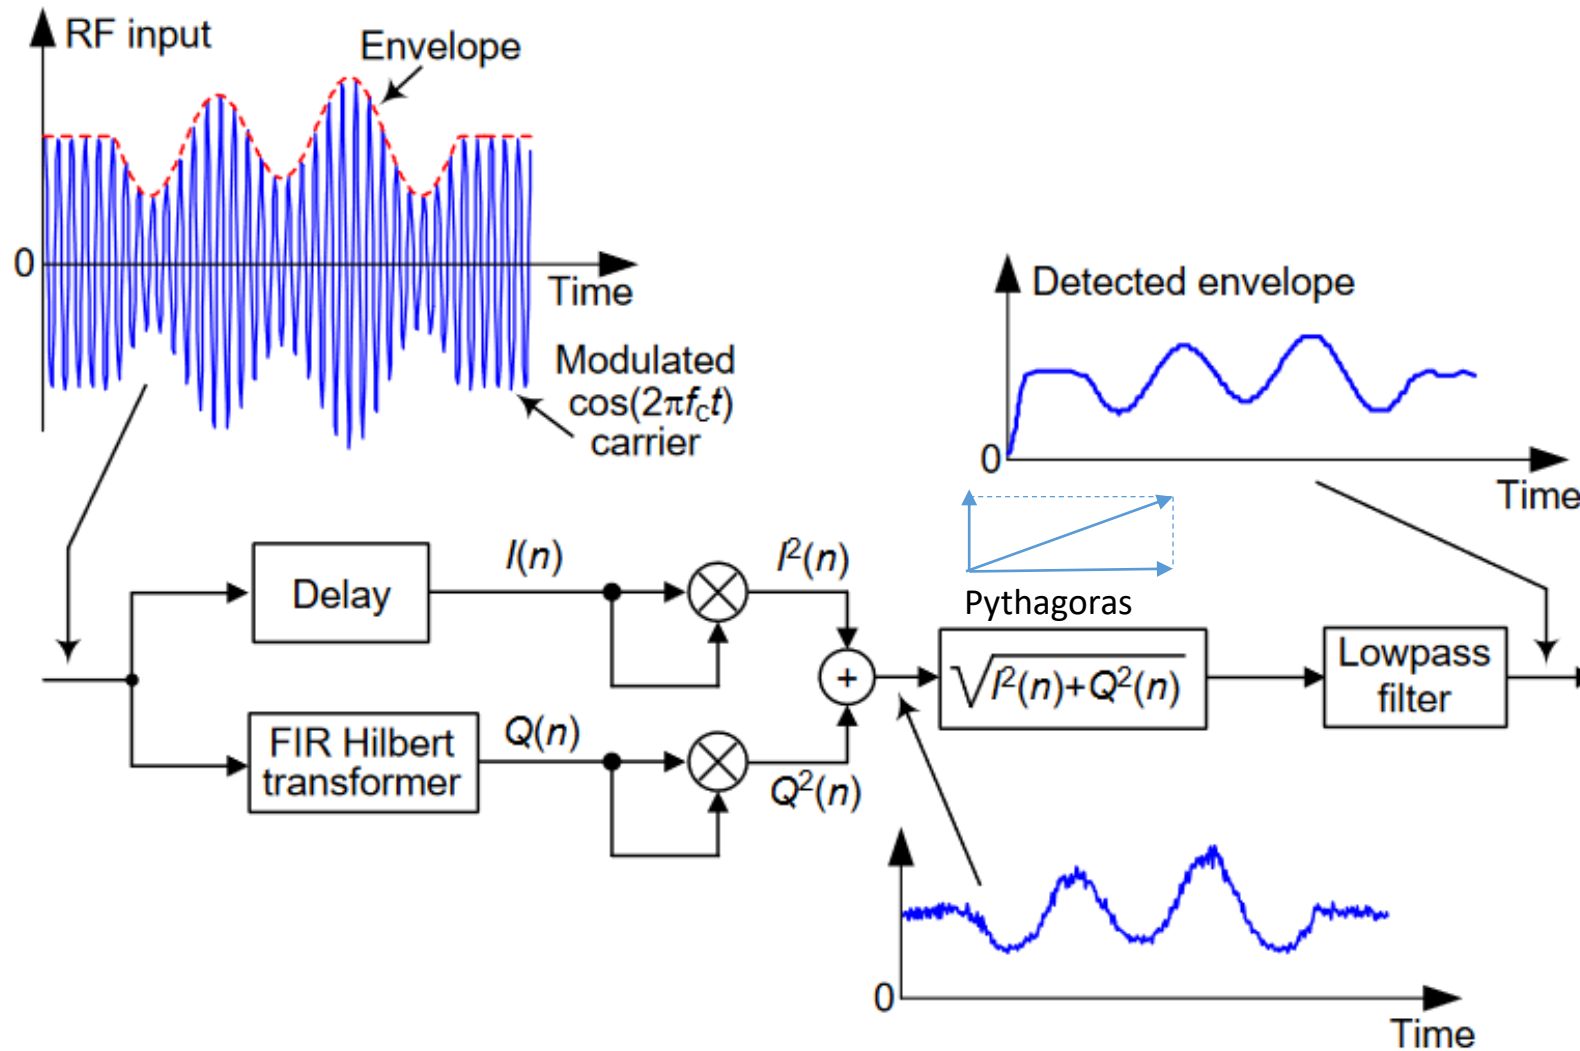 RF input
Envelope
0
Time
Modulated
cos(2πf_c t)
carrier
Detected envelope
0
Time
Delay
I(n)
I²(n)
Pythagoras
FIR Hilbert
transformer
Q(n)
Q²(n)
+
√I²(n)+Q²(n)
Lowpass
filter
0
Time